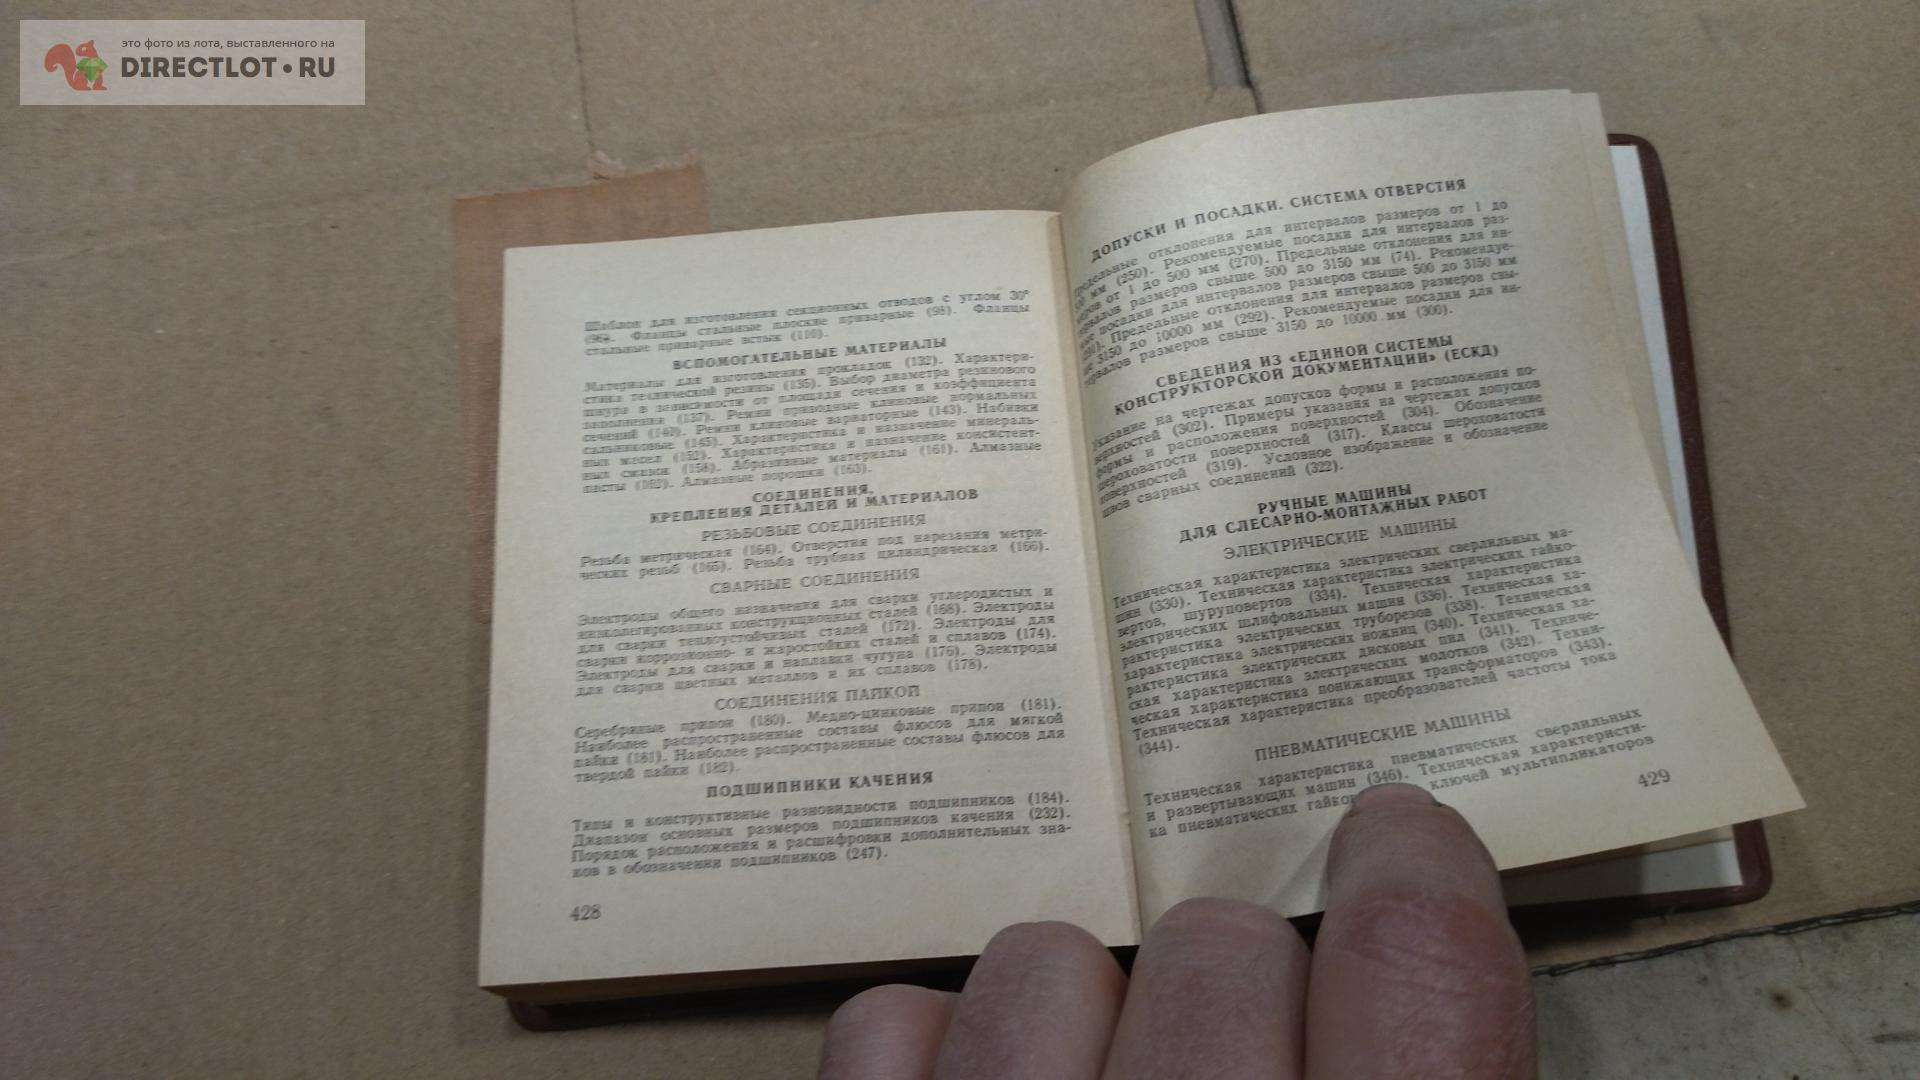 это фото из лота, выставленного на
DIRECTLOT•RU
Шаблон для изготовления секционных отводов с углом 30°
(96). Фланцы стальные плоские приварные (98). Фланцы
стальные приварные встык (110).
ВСПОМОГАТЕЛЬНЫЕ МАТЕРИАЛЫ
Материалы для изготовления прокладок (132). Характери-
стика технической резины (135). Выбор диаметра резинового
шнура в зависимости от площади сечения и коэффициента
заполнения (137). Ремни приводные клиновые нормальных
сечений (140). Ремни клиновые вариаторные (143). Набивки
сальниковые (145). Характеристика и назначение минераль-
ных масел (152). Характеристика и назначение консистент-
ных смазок (158). Абразивные материалы (161). Алмазные
пасты (162). Алмазные порошки (163).
СОЕДИНЕНИЯ,
КРЕПЛЕНИЯ ДЕТАЛЕЙ И МАТЕРИАЛОВ
РЕЗЬБОВЫЕ СОЕДИНЕНИЯ
Резьба метрическая (164). Отверстия под нарезания метри-
ческих резьб (165). Резьба трубная цилиндрическая (166).
СВАРНЫЕ СОЕДИНЕНИЯ
Электроды общего назначения для сварки углеродистых и
низколегированных конструкционных сталей (168). Электроды
для сварки теплоустойчивых сталей (172). Электроды для
сварки коррозионно- и жаростойких сталей и сплавов (174).
Электроды для сварки и наплавки чугуна (176). Электроды
для сварки цветных металлов и их сплавов (178).
СОЕДИНЕНИЯ ПАЙКОЙ
Серебряные припои (180). Медно-цинковые припои (181).
Наиболее распространенные составы флюсов для мягкой
пайки (181). Наиболее распространенные составы флюсов для
твердой пайки (182).
ПОДШИПНИКИ КАЧЕНИЯ
Типы и конструктивные разновидности подшипников (184).
Диапазон основных размеров подшипников качения (232).
Порядок расположения и расшифровки дополнительных зна-
ков в обозначении подшипников (247).
428
ДОПУСКИ И ПОСАДКИ. СИСТЕМА ОТВЕРСТИЯ
Предельные отклонения для интервалов размеров от 1 до
мм (250). Рекомендуемые посадки для интервалов раз-
меров от 1 до 500 мм (270). Предельные отклонения для ин-
тервалов размеров свыше 500 до 3150 мм (74). Рекомендуе-
мые посадки для интервалов размеров свыше 500 до 3150 мм
Предельные отклонения для интервалов размеров свы-
ше 3150 до 10000 мм (292). Рекомендуемые посадки для ин-
тервалов размеров свыше 3150 до 10000 мм (300).
СВЕДЕНИЯ ИЗ «ЕДИНОЙ СИСТЕМЫ
КОНСТРУКТОРСКОЙ ДОКУМЕНТАЦИИ» (ЕСКД)
Указание на чертежах допусков формы и расположения по-
верхностей (302). Примеры указания на чертежах допусков
формы и расположения поверхностей (304). Обозначение
шероховатости поверхностей (317). Классы шероховатости
поверхностей (319). Условное изображение и обозначение
швов сварных соединений (322).
РУЧНЫЕ МАШИНЫ
ДЛЯ СЛЕСАРНО-МОНТАЖНЫХ РАБОТ
ЭЛЕКТРИЧЕСКИЕ МАШИНЫ
Техническая характеристика электрических сверлильных ма-
шин (330). Техническая характеристика электрических гайко-
вертов, шуруповертов (334). Техническая характеристика
электрических шлифовальных машин (336). Техническая ха-
рактеристика электрических труборезов (338). Техническая
характеристика электрических ножниц (340). Техническая ха-
рактеристика электрических дисковых пил (341). Техниче-
ская характеристика электрических молотков (342). Техни-
ческая характеристика понижающих трансформаторов (343).
Техническая характеристика преобразователей частоты тока
(344).
ПНЕВМАТИЧЕСКИЕ МАШИНЫ
Техническая характеристика пневматических сверлильных
и развертывающих машин (346). Техническая характеристи-
ка пневматических ключей мультипликаторов
429